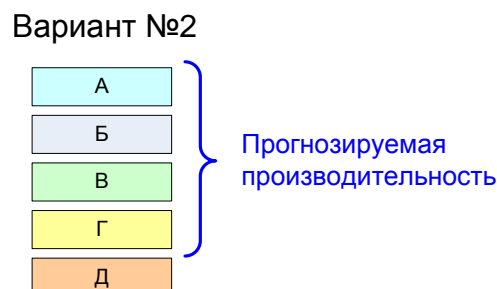 Вариант №2
А
Б
В
Г
Д
Прогнозируемая
производительность